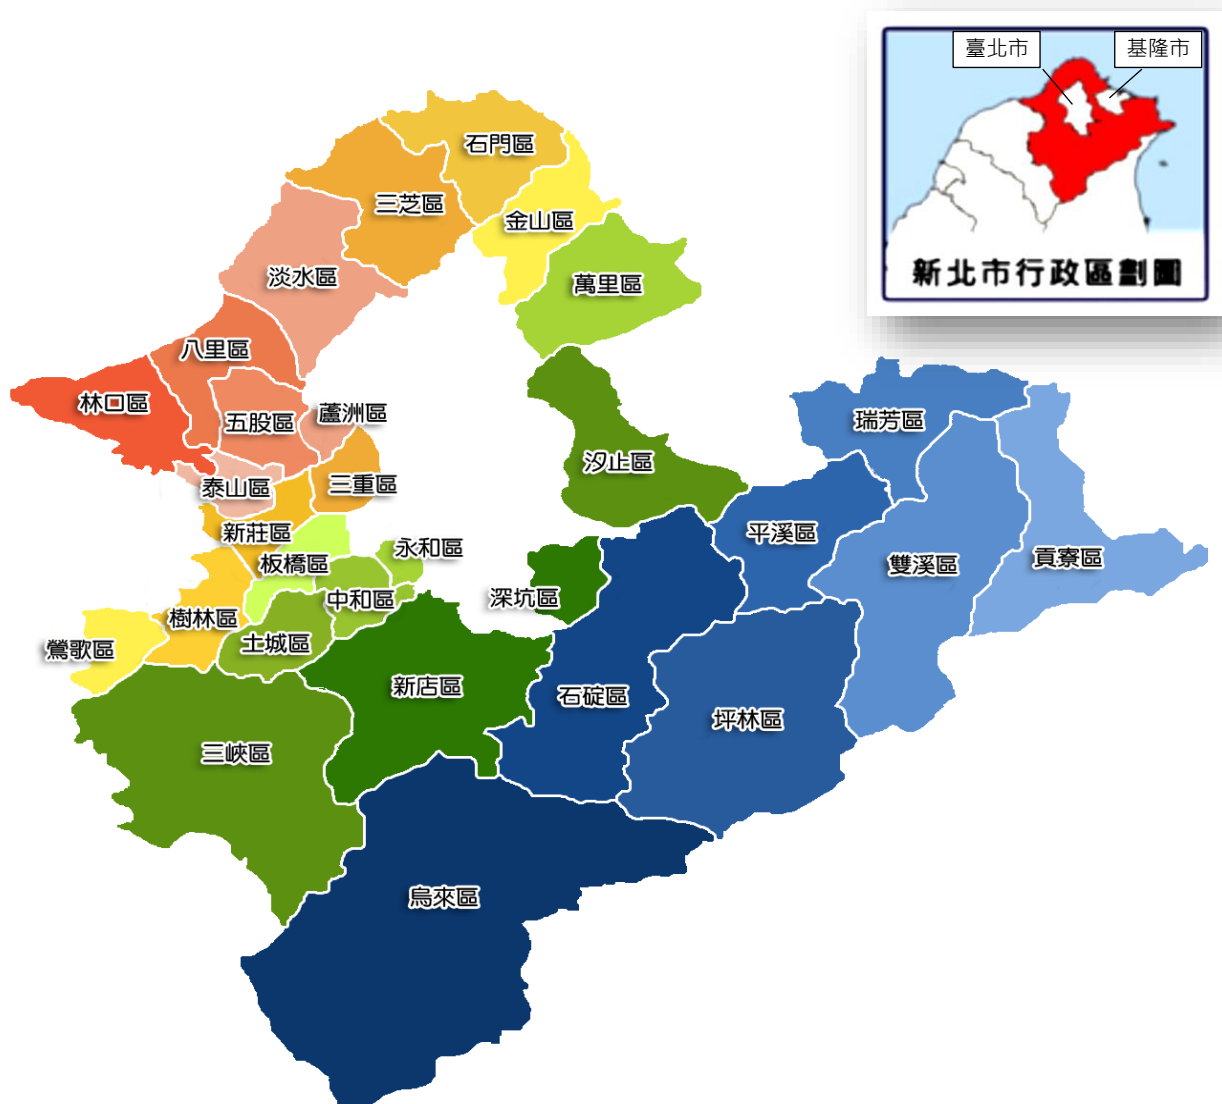 臺北市
基隆市
新北市行政區劃圖
石門區
三芝區
金山區
淡水區
萬里區
八里區
林口區
五股區
蘆洲區
瑞芳區
汐止區
泰山區
三重區
新莊區
平溪區
永和區
板橋區
雙溪區
貢寮區
深坑區
中和區
樹林區
土城區
鶯歌區
新店區
石碇區
坪林區
三峽區
烏來區